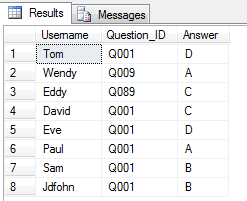 Results Messages
Username Question_ID Answer
1 Tom Q001 D
2 Wendy Q009 A
3 Eddy Q089 C
4 David Q001 C
5 Eve Q001 D
6 Paul Q001 A
7 Sam Q001 B
8 Jdfohn Q001 B